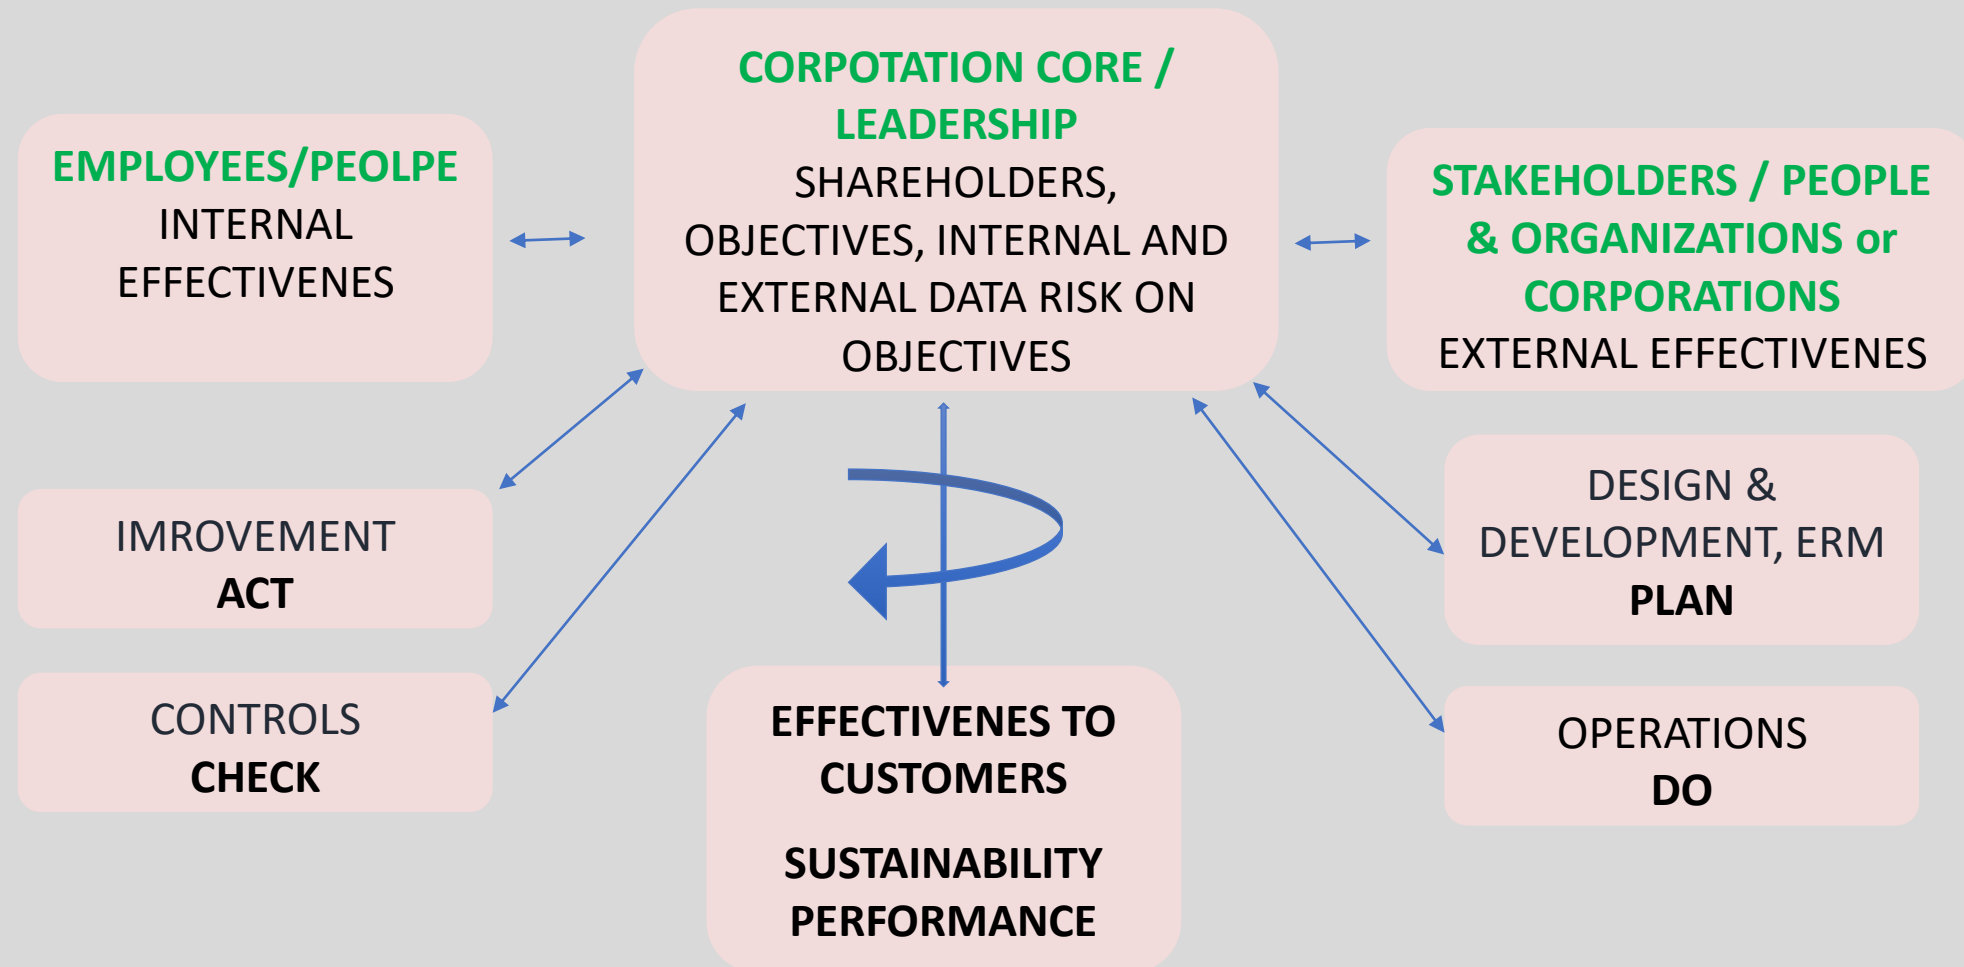 CORPOTATION CORE /
LEADERSHIP
SHAREHOLDERS,
OBJECTIVES, INTERNAL AND
EXTERNAL DATA RISK ON
OBJECTIVES
EMPLOYEES/PEOLPE
INTERNAL
EFFECTIVENES
STAKEHOLDERS / PEOPLE
& ORGANIZATIONS or
CORPORATIONS
EXTERNAL EFFECTIVENES
IMROVEMENT
ACT
DESIGN &
DEVELOPMENT, ERM
PLAN
CONTROLS
CHECK
OPERATIONS
DO
EFFECTIVENES TO
CUSTOMERS
SUSTAINABILITY
PERFORMANCE